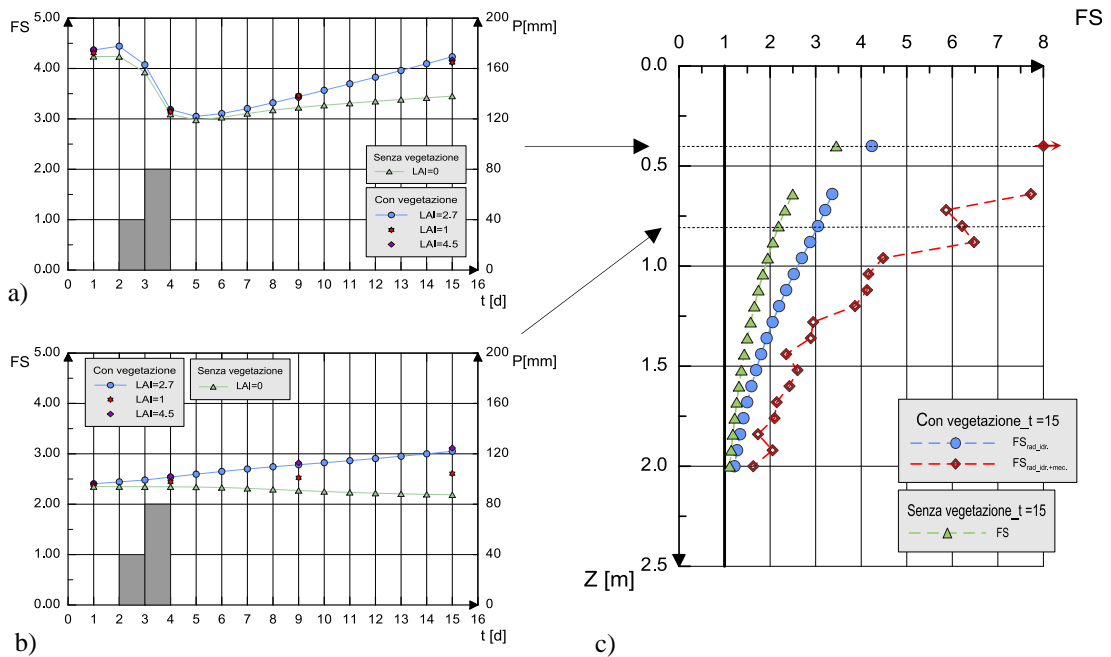 FS
5.00
4.00
3.00
2.00
1.00
0.00
P[mm]
200
160
120
80
40
0
Senza vegetazione
LAI=0
Con vegetazione
LAI=2.7
LAI=1
LAI=4.5
0 1 2 3 4 5 6 7 8 9 10 11 12 13 14 15 16
t [d]
a)
FS
5.00
4.00
3.00
2.00
1.00
0.00
P[mm]
200
160
120
80
40
0
Con vegetazione
LAI=2.7
LAI=1
LAI=4.5
Senza vegetazione
LAI=0
0 1 2 3 4 5 6 7 8 9 10 11 12 13 14 15 16
t [d]
b)
FS
0 1 2 3 4 5 6 7 8
0.0
0.5
1.0
1.5
2.0
2.5
Z [m]
Con vegetazione_t =15
FSrad_idr.
FSrad_idr.+mec.
Senza vegetazione_t =15
FS
c)